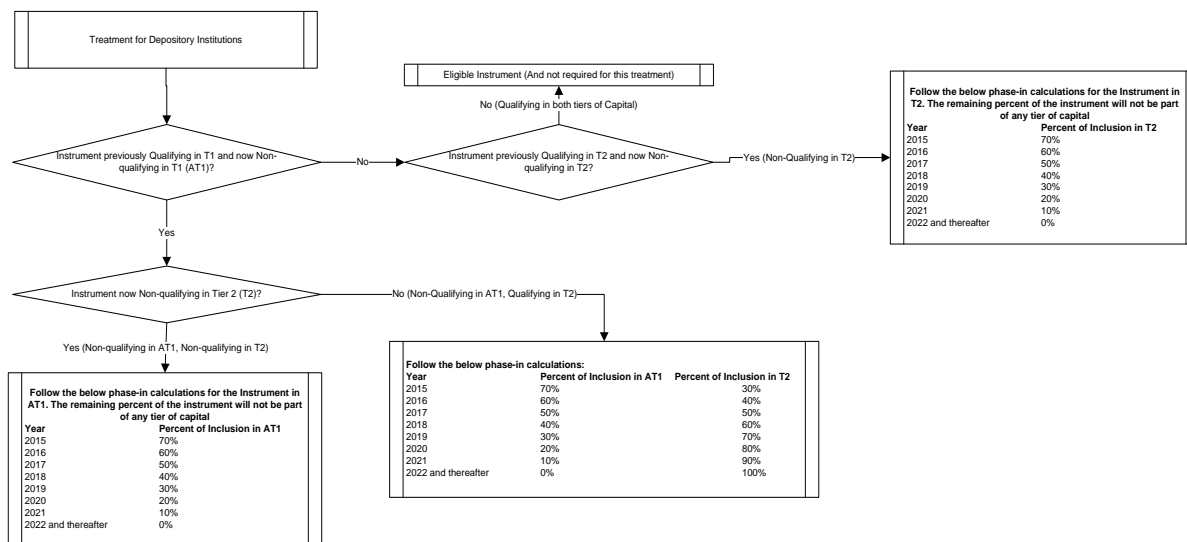 Treatment for Depository Institutions
Eligible Instrument (And not required for this treatment)
No (Qualifying in both tiers of Capital)
Instrument previously Qualifying in T1 and now Non-
qualifying in T1 (AT1)?
No
Instrument previously Qualifying in T2 and now Non-
qualifying in T2?
Yes (Non-Qualifying in T2)
Follow the below phase-in calculations for the Instrument in
T2. The remaining percent of the instrument will not be part
of any tier of capital
Year Percent of Inclusion in T2
2015 70%
2016 60%
2017 50%
2018 40%
2019 30%
2020 20%
2021 10%
2022 and thereafter 0%
Yes
Instrument now Non-qualifying in Tier 2 (T2)?
No (Non-Qualifying in AT1, Qualifying in T2)
Yes (Non-qualifying in AT1, Non-qualifying in T2)
Follow the below phase-in calculations for the Instrument in
AT1. The remaining percent of the instrument will not be part
of any tier of capital
Year Percent of Inclusion in AT1
2015 70%
2016 60%
2017 50%
2018 40%
2019 30%
2020 20%
2021 10%
2022 and thereafter 0%
Follow the below phase-in calculations:
Year Percent of Inclusion in AT1 Percent of Inclusion in T2
2015 70% 30%
2016 60% 40%
2017 50% 50%
2018 40% 60%
2019 30% 70%
2020 20% 80%
2021 10% 90%
2022 and thereafter 0% 100%